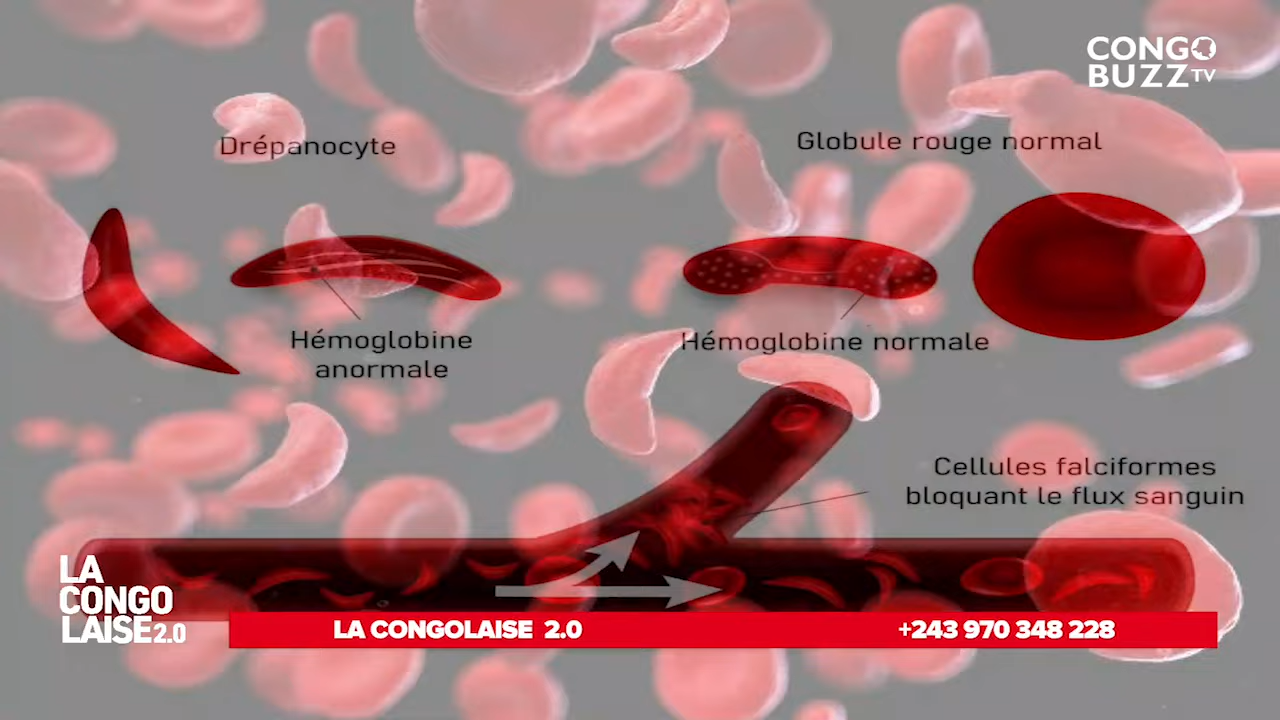 CONGO
BUZZ TV
Drépanocyte
Globule rouge normal
Hémoglobine
anormale
Hémoglobine normale
Cellules falciformes
bloquant le flux sanguin
LA
CONGO
LAISE 2.0
LA CONGOLAISE 2.0
+243 970 348 228